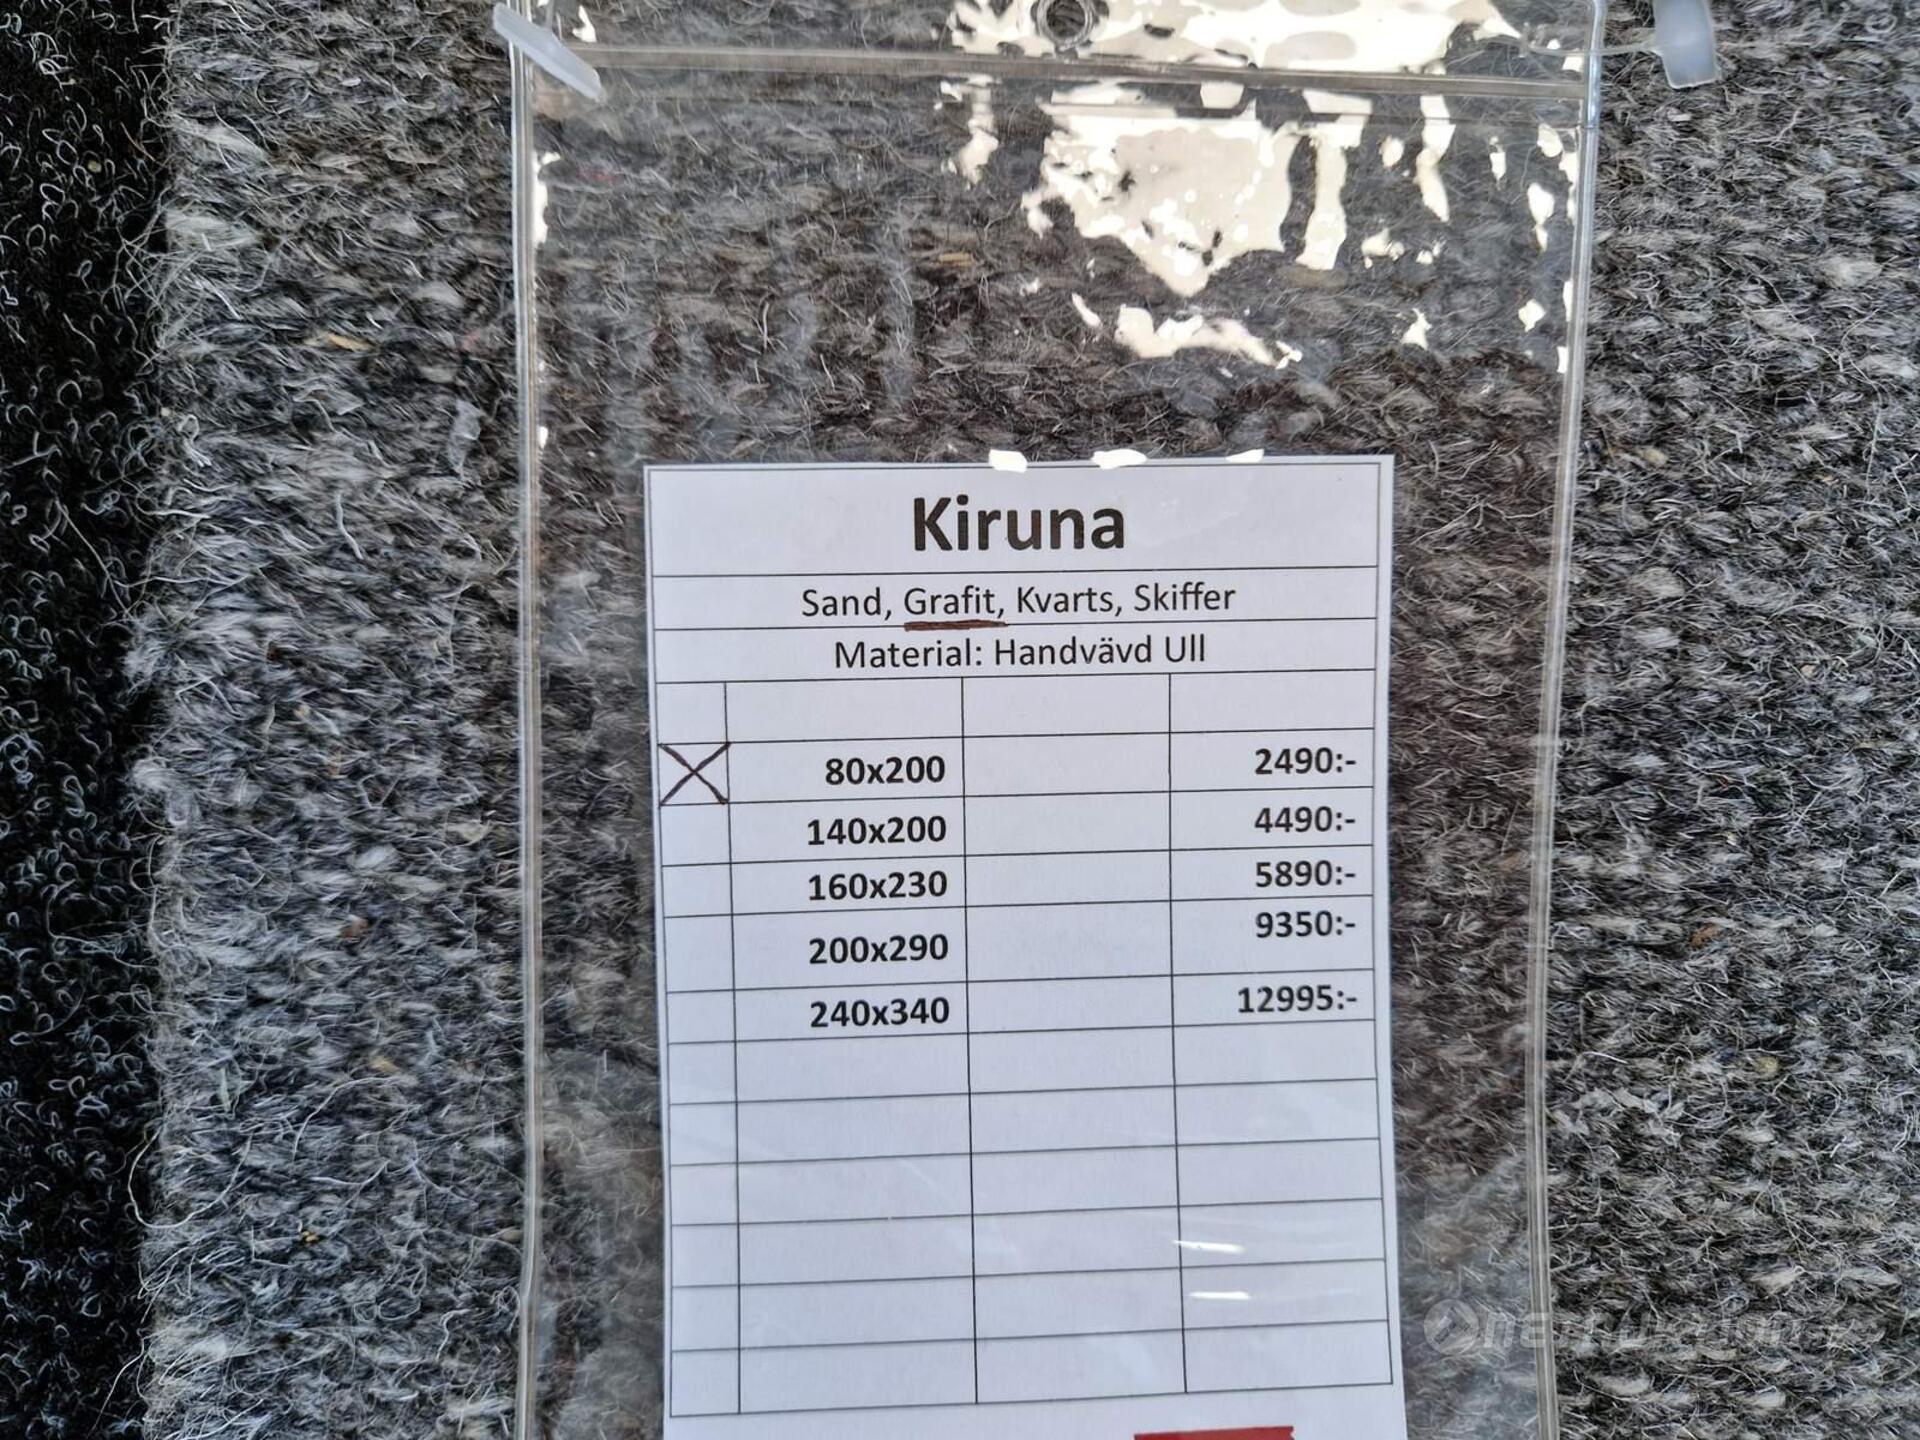 Kiruna
Sand, Grafit, Kvarts, Skiffer
Material: Handvävd Ull
80x200 2490:-
140x200 4490:-
160x230 5890:-
200x290 9350:-
240x340 12995:-